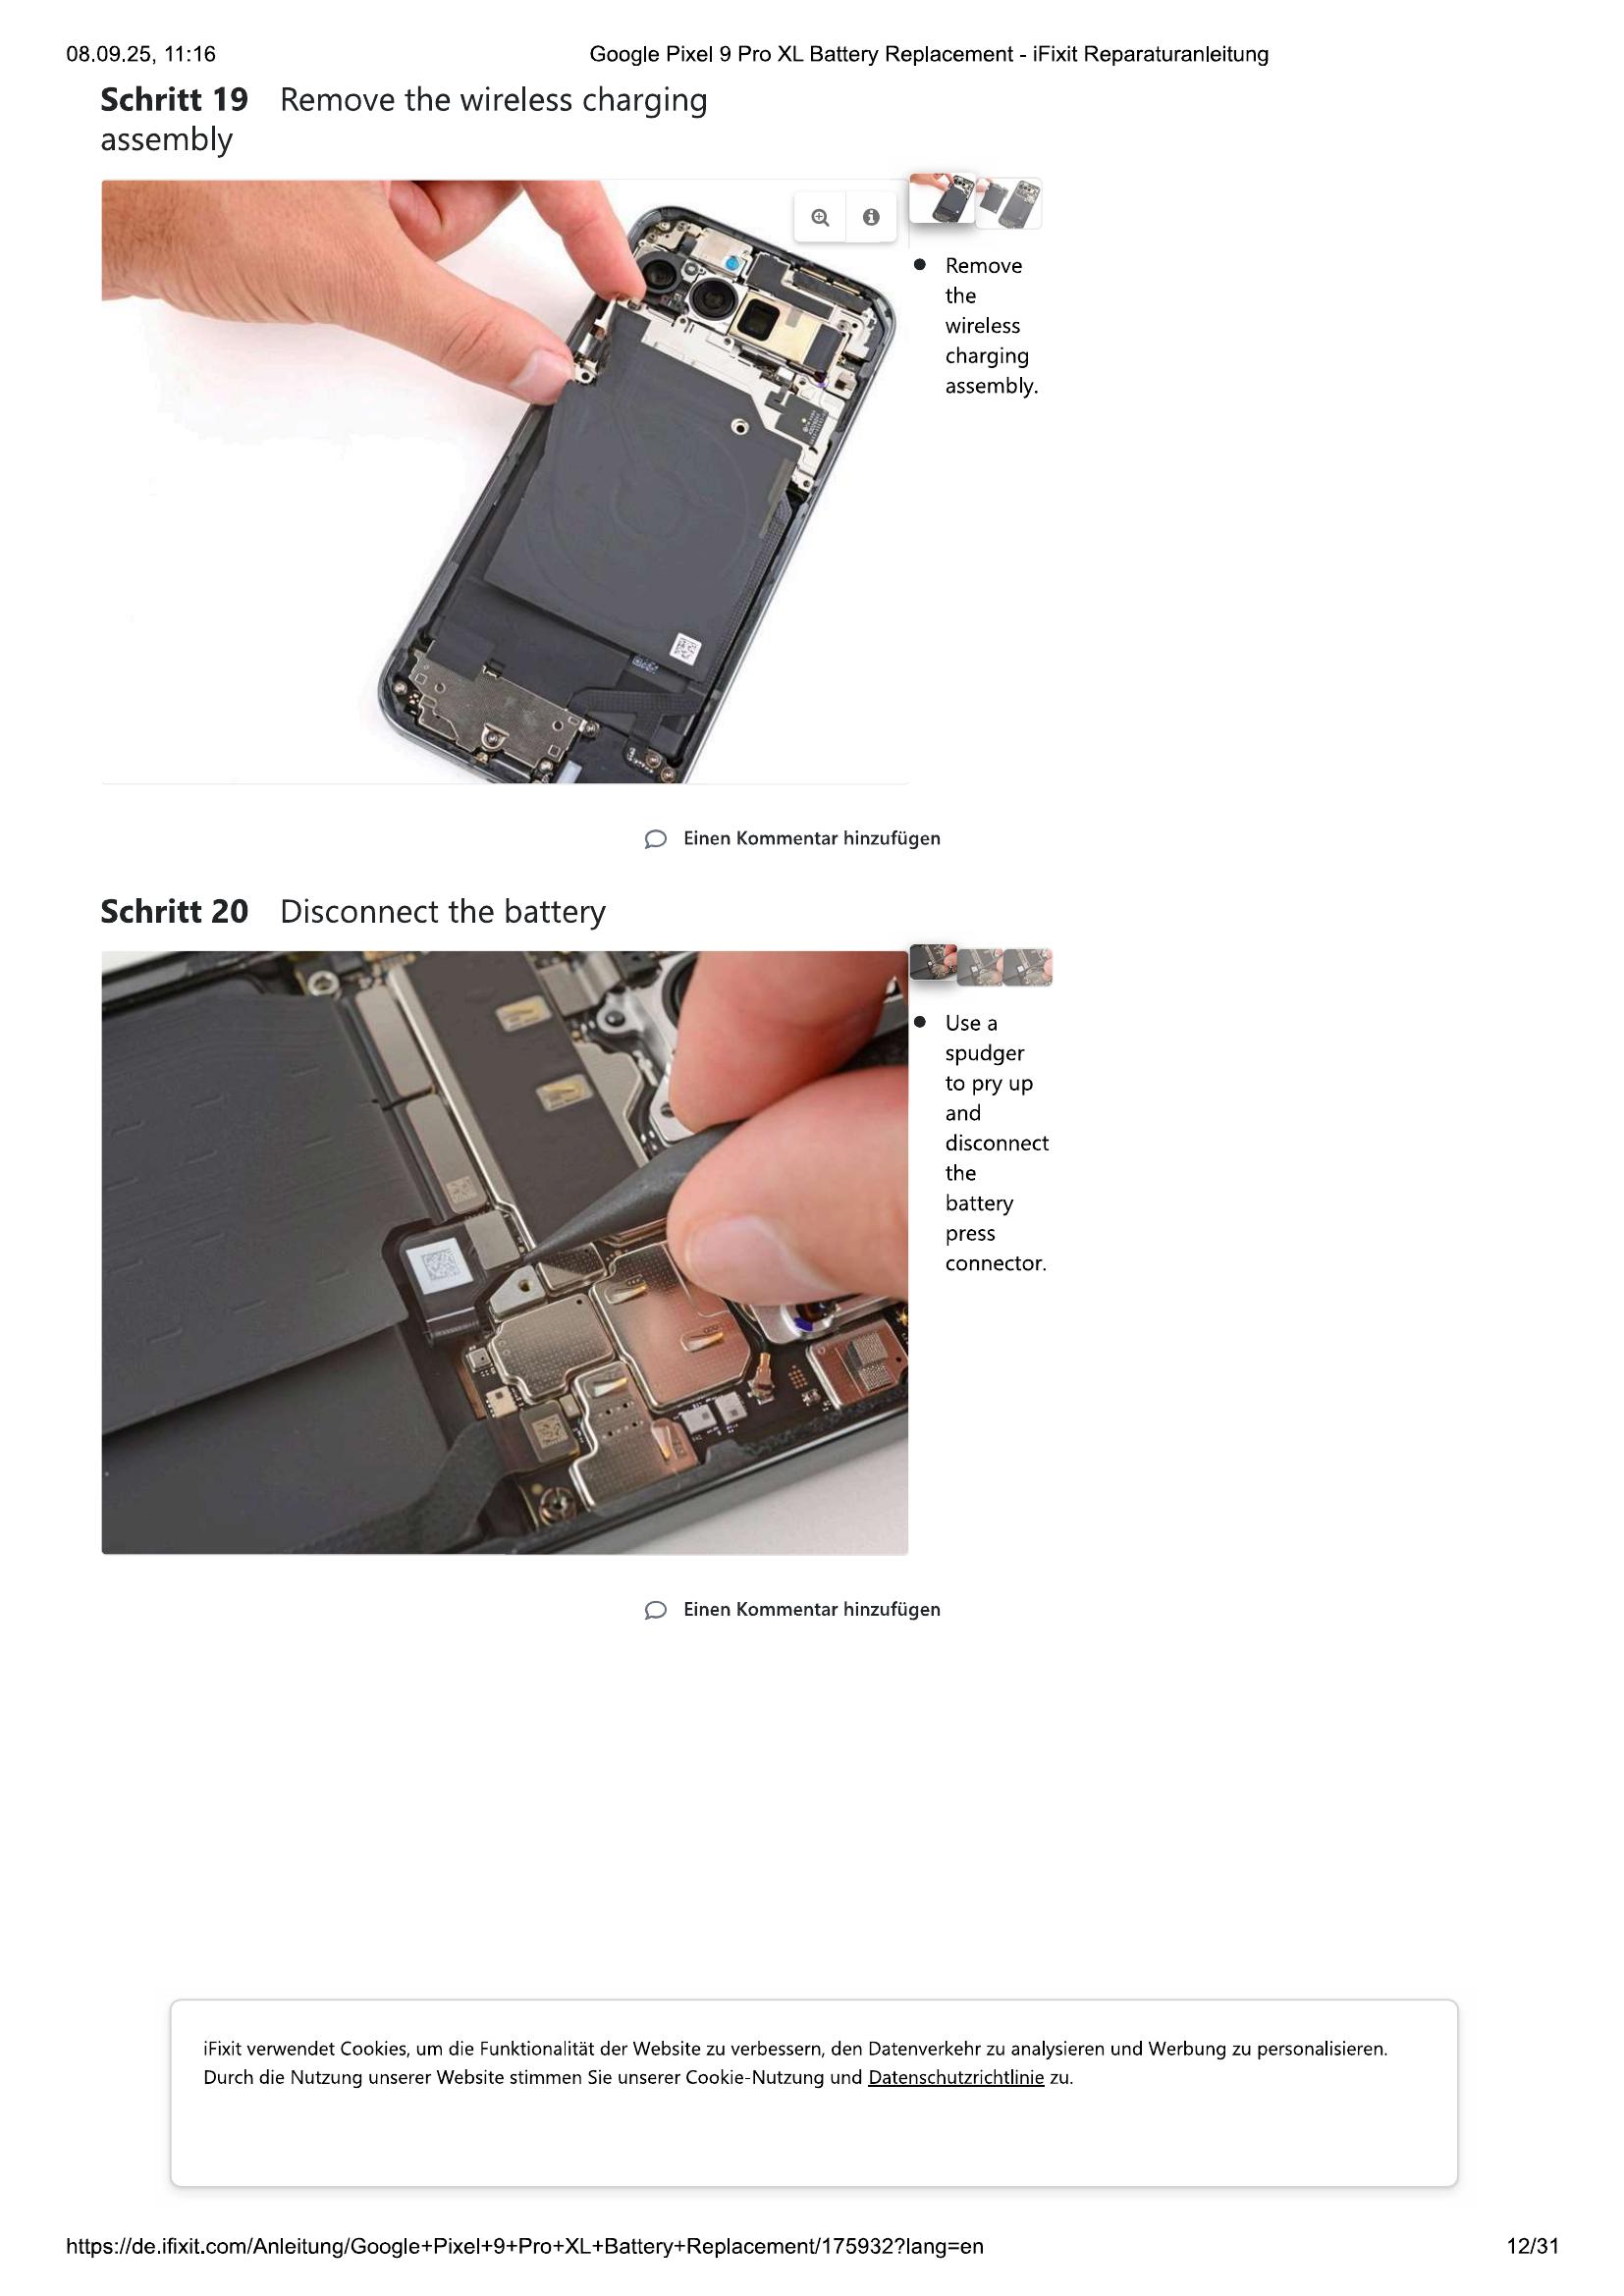 08.09.25, 11:16
Google Pixel 9 Pro XL Battery Replacement - iFixit Reparaturanleitung
Schritt 19 Remove the wireless charging
assembly
Remove
the
wireless
charging
assembly.
Einen Kommentar hinzufügen
Schritt 20 Disconnect the battery
Use a
spudger
to pry up
and
disconnect
the
battery
press
connector.
Einen Kommentar hinzufügen
iFixit verwendet Cookies, um die Funktionalität der Website zu verbessern, den Datenverkehr zu analysieren und Werbung zu personalisieren.
Durch die Nutzung unserer Website stimmen Sie unserer Cookie-Nutzung und Datenschutzrichtlinie zu.
https://de.ifixit.com/Anleitung/Google+Pixel+9+Pro+XL+Battery+Replacement/175932?lang=en
12/31